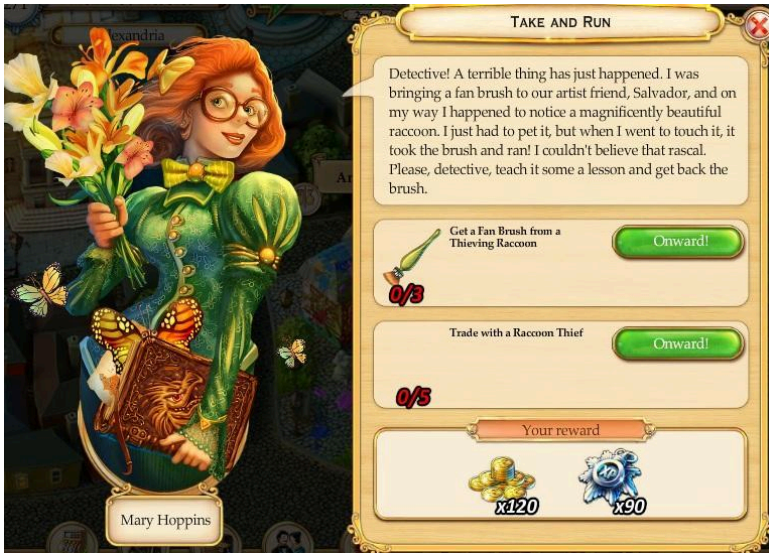 TAKE AND RUN
Detective! A terrible thing has just happened. I was
bringing a fan brush to our artist friend, Salvador, and on
my way I happened to notice a magnificently beautiful
raccoon. I just had to pet it, but when I went to touch it, it
took the brush and ran! I couldn't believe that rascal.
Please, detective, teach it some a lesson and get back the
brush.
Get a Fan Brush from a
Thieving Raccoon
Onward!
0/3
Trade with a Raccoon Thief
Onward!
0/5
Your reward
x120
XP
x90
Mary Hoppins